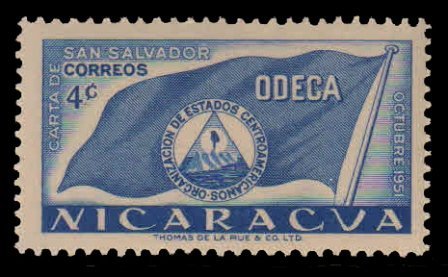 CARTA DE
SAN SALVADOR
CORREOS
4¢
ODECA
OCTUBRE 1951
ORGANIZACION DE ESTADOS CENTROAMERICANOS
NICARAGVA
THOMAS DE LA RUE & CO. LTD.